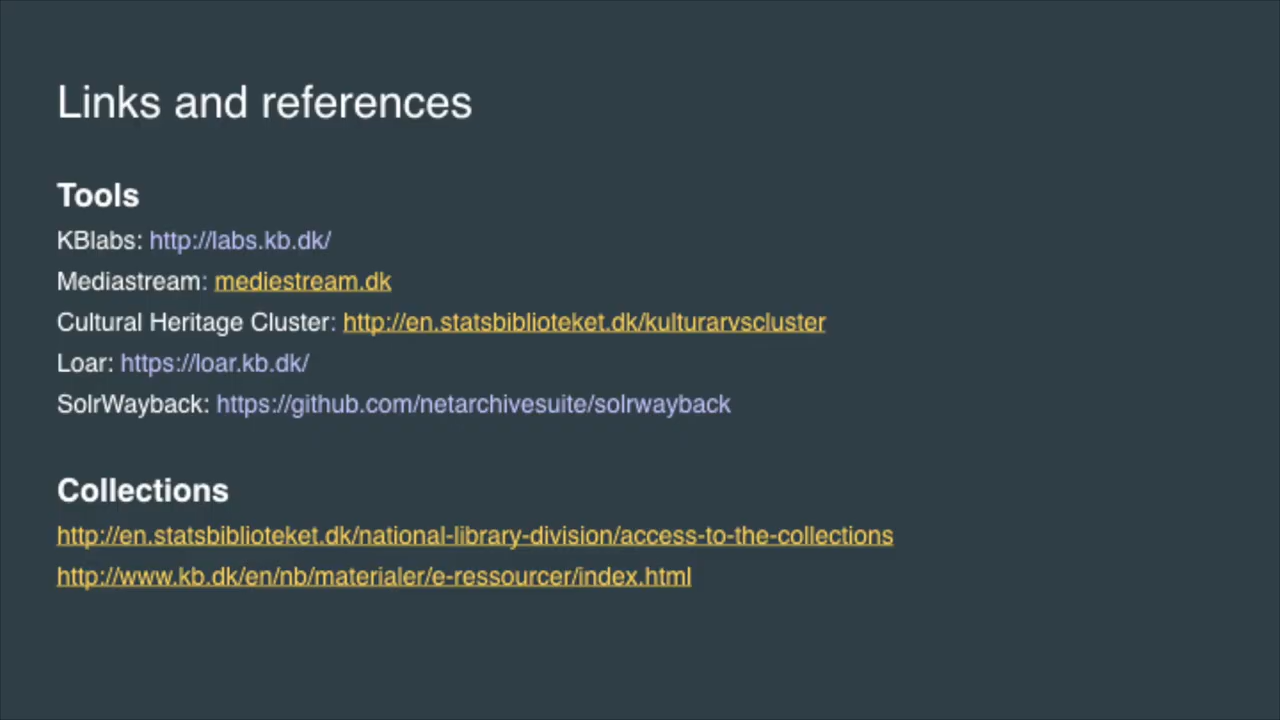 Links and references
Tools
KBlabs: http://labs.kb.dk/
Mediastream: mediestream.dk
Cultural Heritage Cluster: http://en.statsbiblioteket.dk/kulturarvscluster
Loar: https://loar.kb.dk/
SolrWayback: https://github.com/netarchivesuite/solrwayback
Collections
http://en.statsbiblioteket.dk/national-library-division/access-to-the-collections
http://www.kb.dk/en/nb/materialer/e-ressourcer/index.html